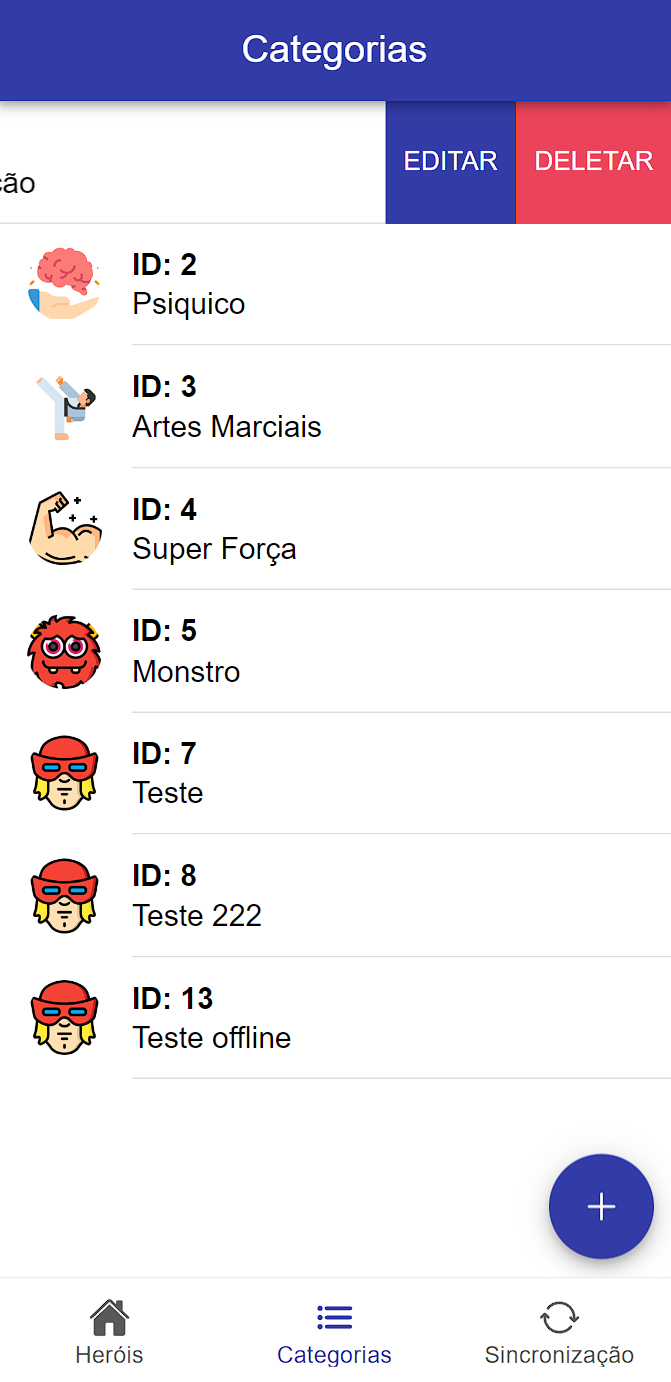 Categorias
ção
EDITAR
DELETAR
ID: 2
Psiquico
ID: 3
Artes Marciais
ID: 4
Super Força
ID: 5
Monstro
ID: 7
Teste
ID: 8
Teste 222
ID: 13
Teste offline
Heróis
Categorias
Sincronização